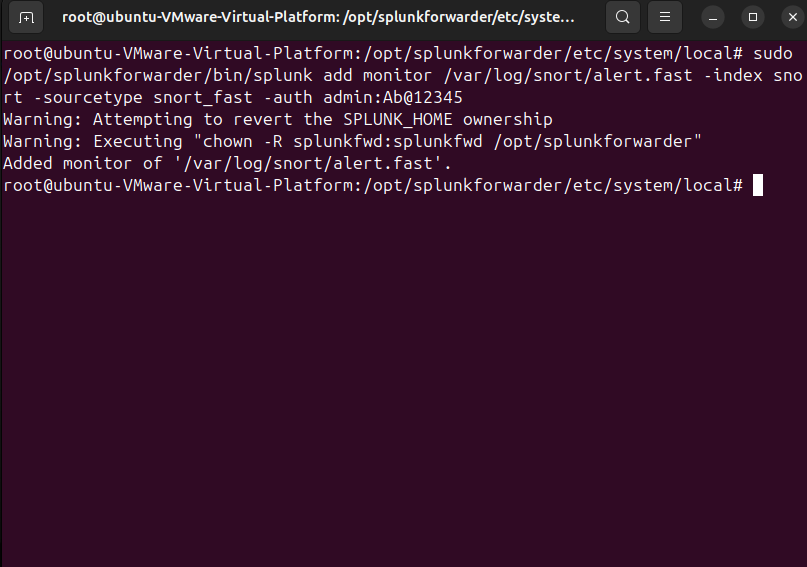 root@ubuntu-VMware-Virtual-Platform: /opt/splunkforwarder/etc/syste...
root@ubuntu-VMware-Virtual-Platform:/opt/splunkforwarder/etc/system/local# sudo
/opt/splunkforwarder/bin/splunk add monitor /var/log/snort/alert.fast -index sno
rt -sourcetype snort_fast -auth admin:Ab@12345
Warning: Attempting to revert the SPLUNK_HOME ownership
Warning: Executing "chown -R splunkfwd:splunkfwd /opt/splunkforwarder"
Added monitor of '/var/log/snort/alert.fast'.
root@ubuntu-VMware-Virtual-Platform:/opt/splunkforwarder/etc/system/local#